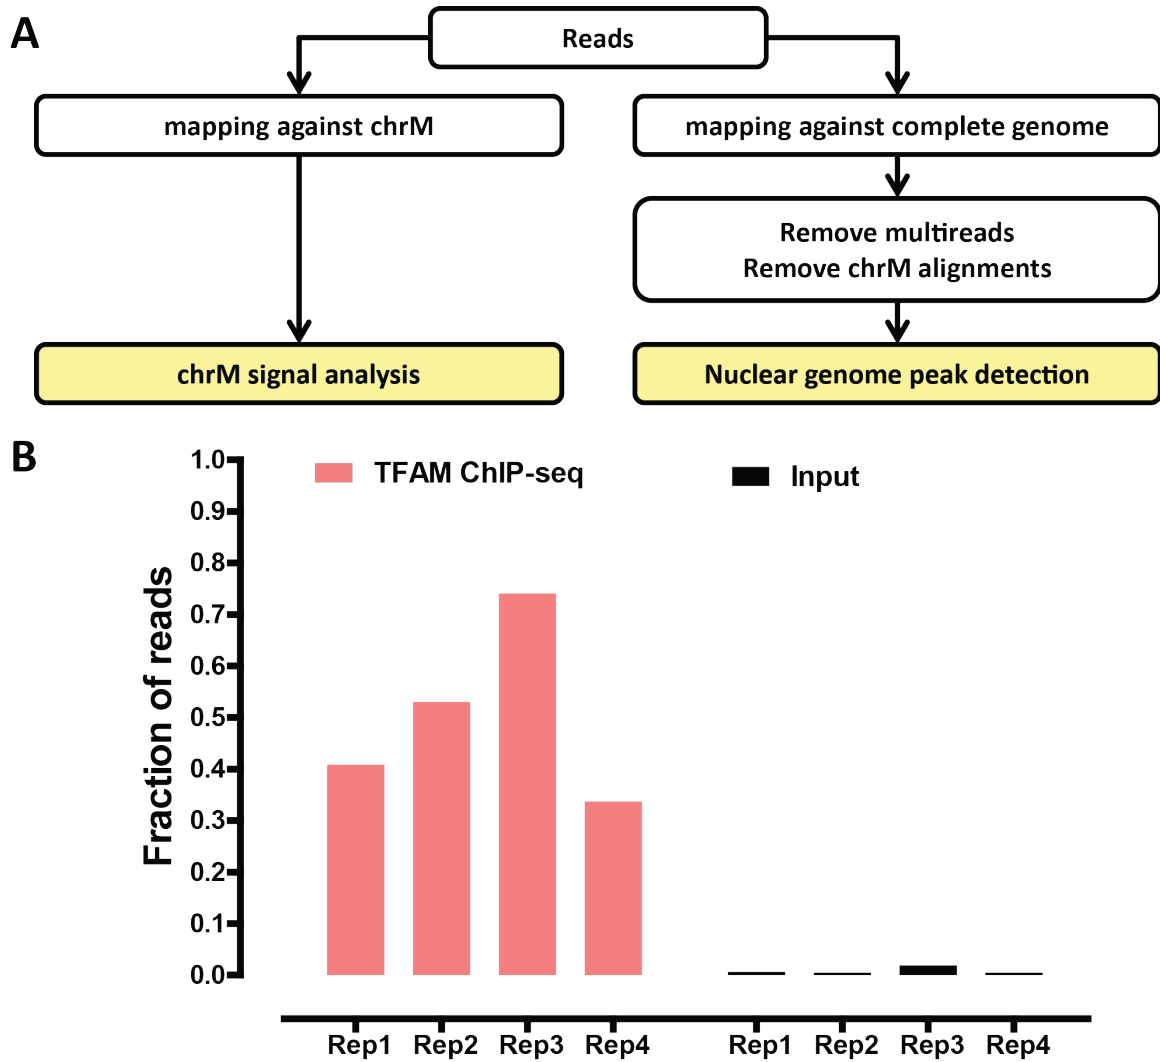 A
Reads
mapping against chrM
mapping against complete genome
Remove multireads
Remove chrM alignments
chrM signal analysis
Nuclear genome peak detection
B
TFAM ChIP-seq
Input
Fraction of reads
1.0
0.9
0.8
0.7
0.6
0.5
0.4
0.3
0.2
0.1
0.0
Rep1 Rep2 Rep3 Rep4 Rep1 Rep2 Rep3 Rep4